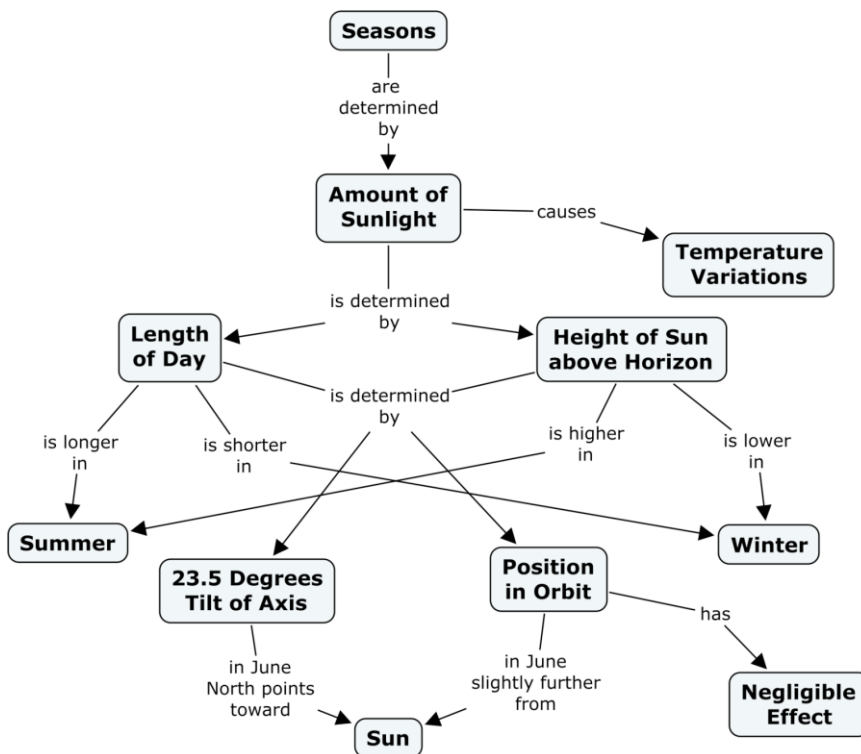 Seasons
are
determined
by
Amount of
Sunlight
causes
Temperature
Variations
is determined
by
Length
of Day
Height of Sun
above Horizon
is determined
by
is longer
in
is shorter
in
is higher
in
is lower
in
Summer
Winter
23.5 Degrees
Tilt of Axis
Position
in Orbit
has
in June
North points
toward
in June
slightly further
from
Negligible
Effect
Sun